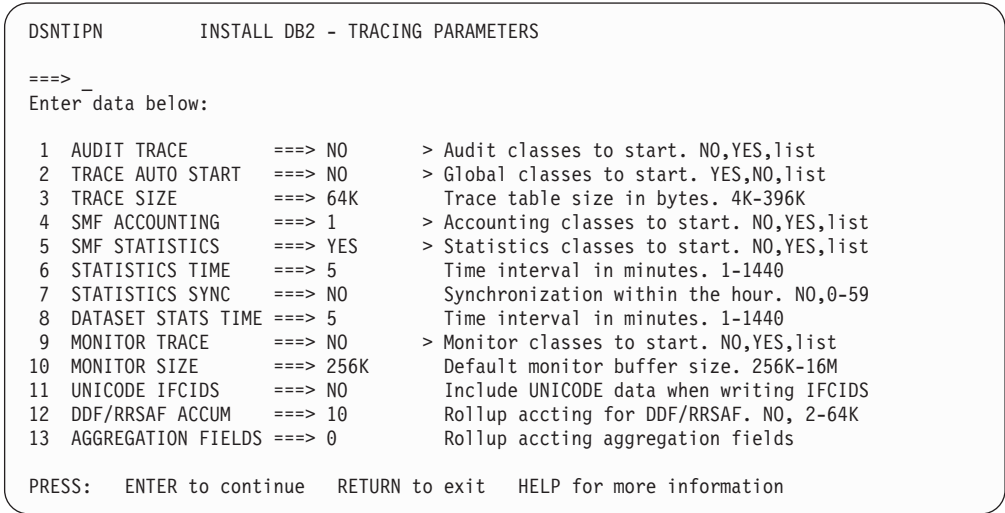 DSNTIPN          INSTALL DB2 - TRACING PARAMETERS
===> _
Enter data below:
 1  AUDIT TRACE        ===> NO       > Audit classes to start. NO,YES,list
 2  TRACE AUTO START   ===> NO       > Global classes to start. YES,NO,list
 3  TRACE SIZE         ===> 64K        Trace table size in bytes. 4K-396K
 4  SMF ACCOUNTING     ===> 1        > Accounting classes to start. NO,YES,list
 5  SMF STATISTICS     ===> YES      > Statistics classes to start. NO,YES,list
 6  STATISTICS TIME    ===> 5          Time interval in minutes. 1-1440
 7  STATISTICS SYNC    ===> NO         Synchronization within the hour. NO,0-59
 8  DATASET STATS TIME ===> 5          Time interval in minutes. 1-1440
 9  MONITOR TRACE      ===> NO       > Monitor classes to start. NO,YES,list
10  MONITOR SIZE       ===> 256K       Default monitor buffer size. 256K-16M
11  UNICODE IFCIDS     ===> NO         Include UNICODE data when writing IFCIDS
12  DDF/RRSAF ACCUM    ===> 10         Rollup accting for DDF/RRSAF. NO, 2-64K
13  AGGREGATION FIELDS ===> 0          Rollup accting aggregation fields
PRESS:   ENTER to continue   RETURN to exit   HELP for more information